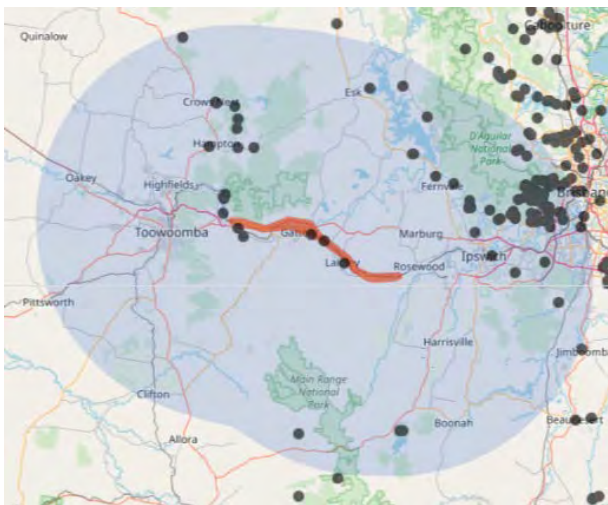 Quinalow
Caboolture
Esk
Crows Nest
Hampton
D'Aguilar
National
Park
Oakey
Highfields
Fernvale
Brisbane
Toowoomba
Gatton
Marburg
Laidley
Rosewood
Ipswich
Pittsworth
Harrisville
Jimboomba
Main Range
National
Park
Clifton
Boonah
Beaudesert
Allora